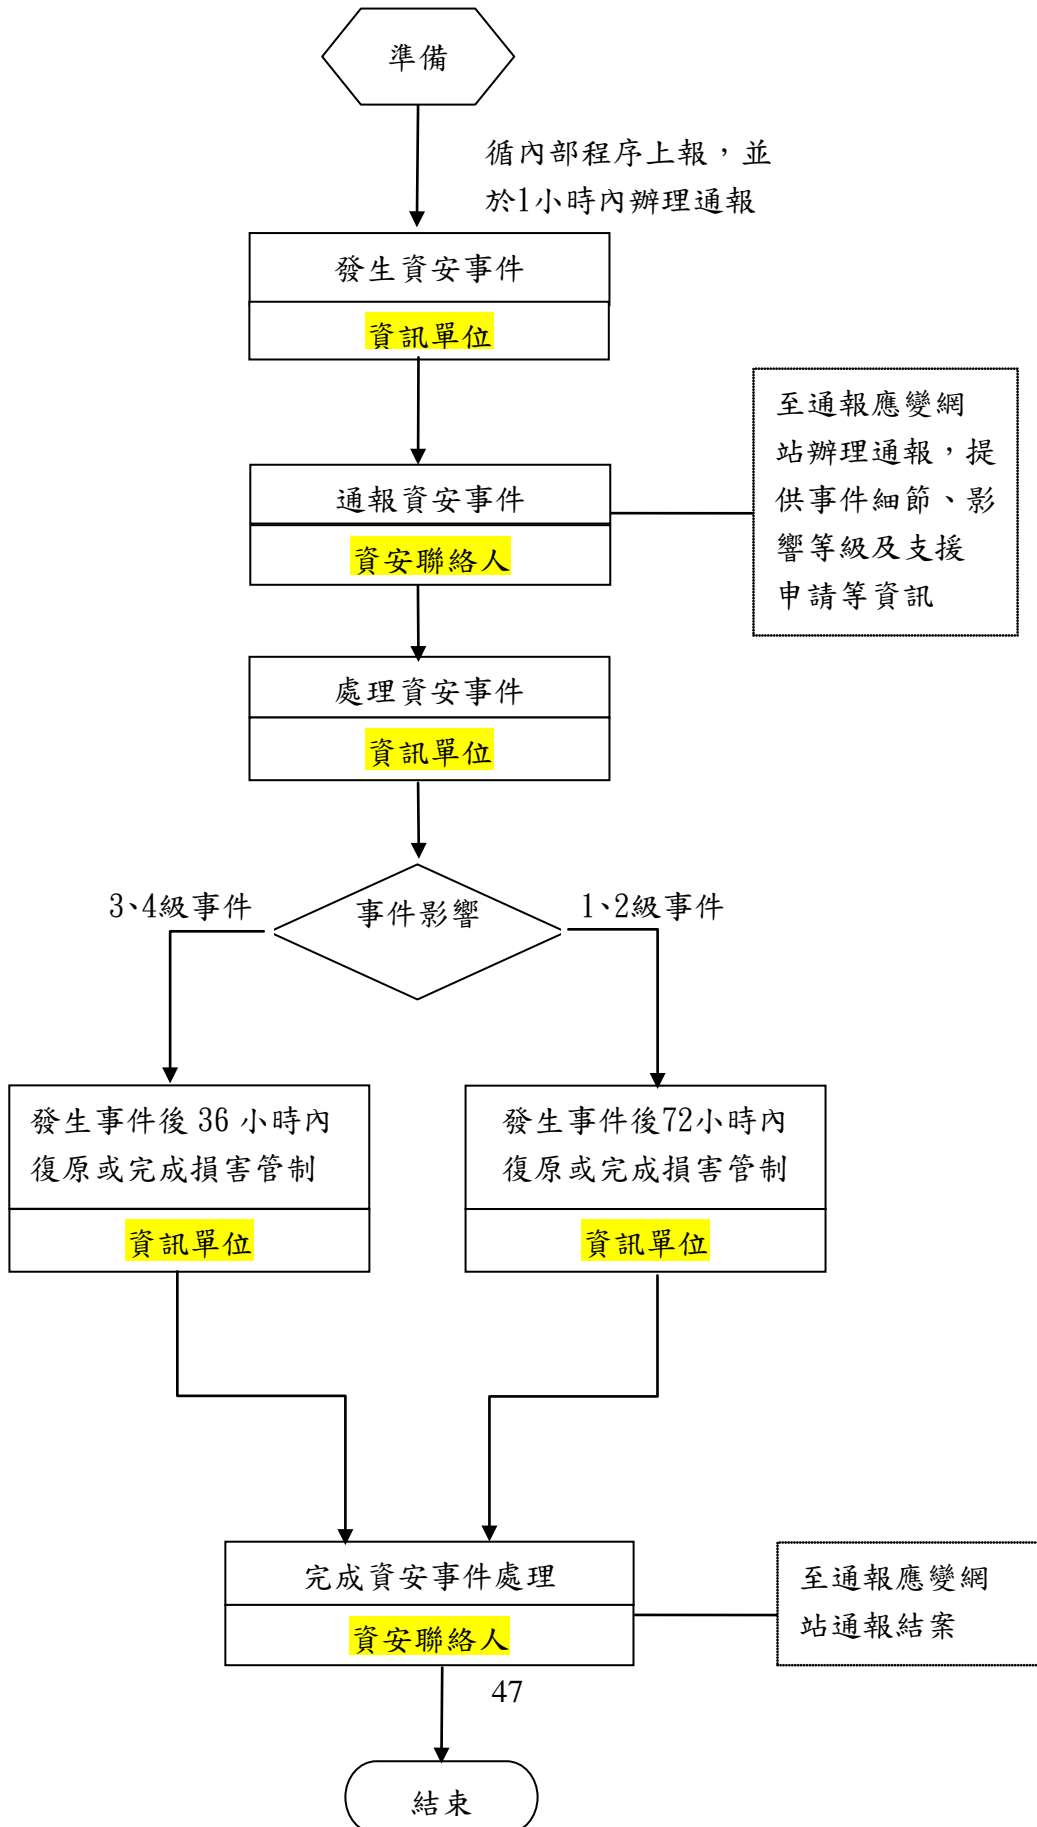 準備
循內部程序上報，並
於1小時內辦理通報
發生資安事件
資訊單位
至通報應變網
站辦理通報，提
供事件細節、影
響等級及支援
申請等資訊
通報資安事件
資安聯絡人
處理資安事件
資訊單位
3、4級事件
事件影響
1、2級事件
發生事件後 36 小時內
復原或完成損害管制
資訊單位
發生事件後72小時內
復原或完成損害管制
資訊單位
完成資安事件處理
資安聯絡人
至通報應變網
站通報結案
47
結束